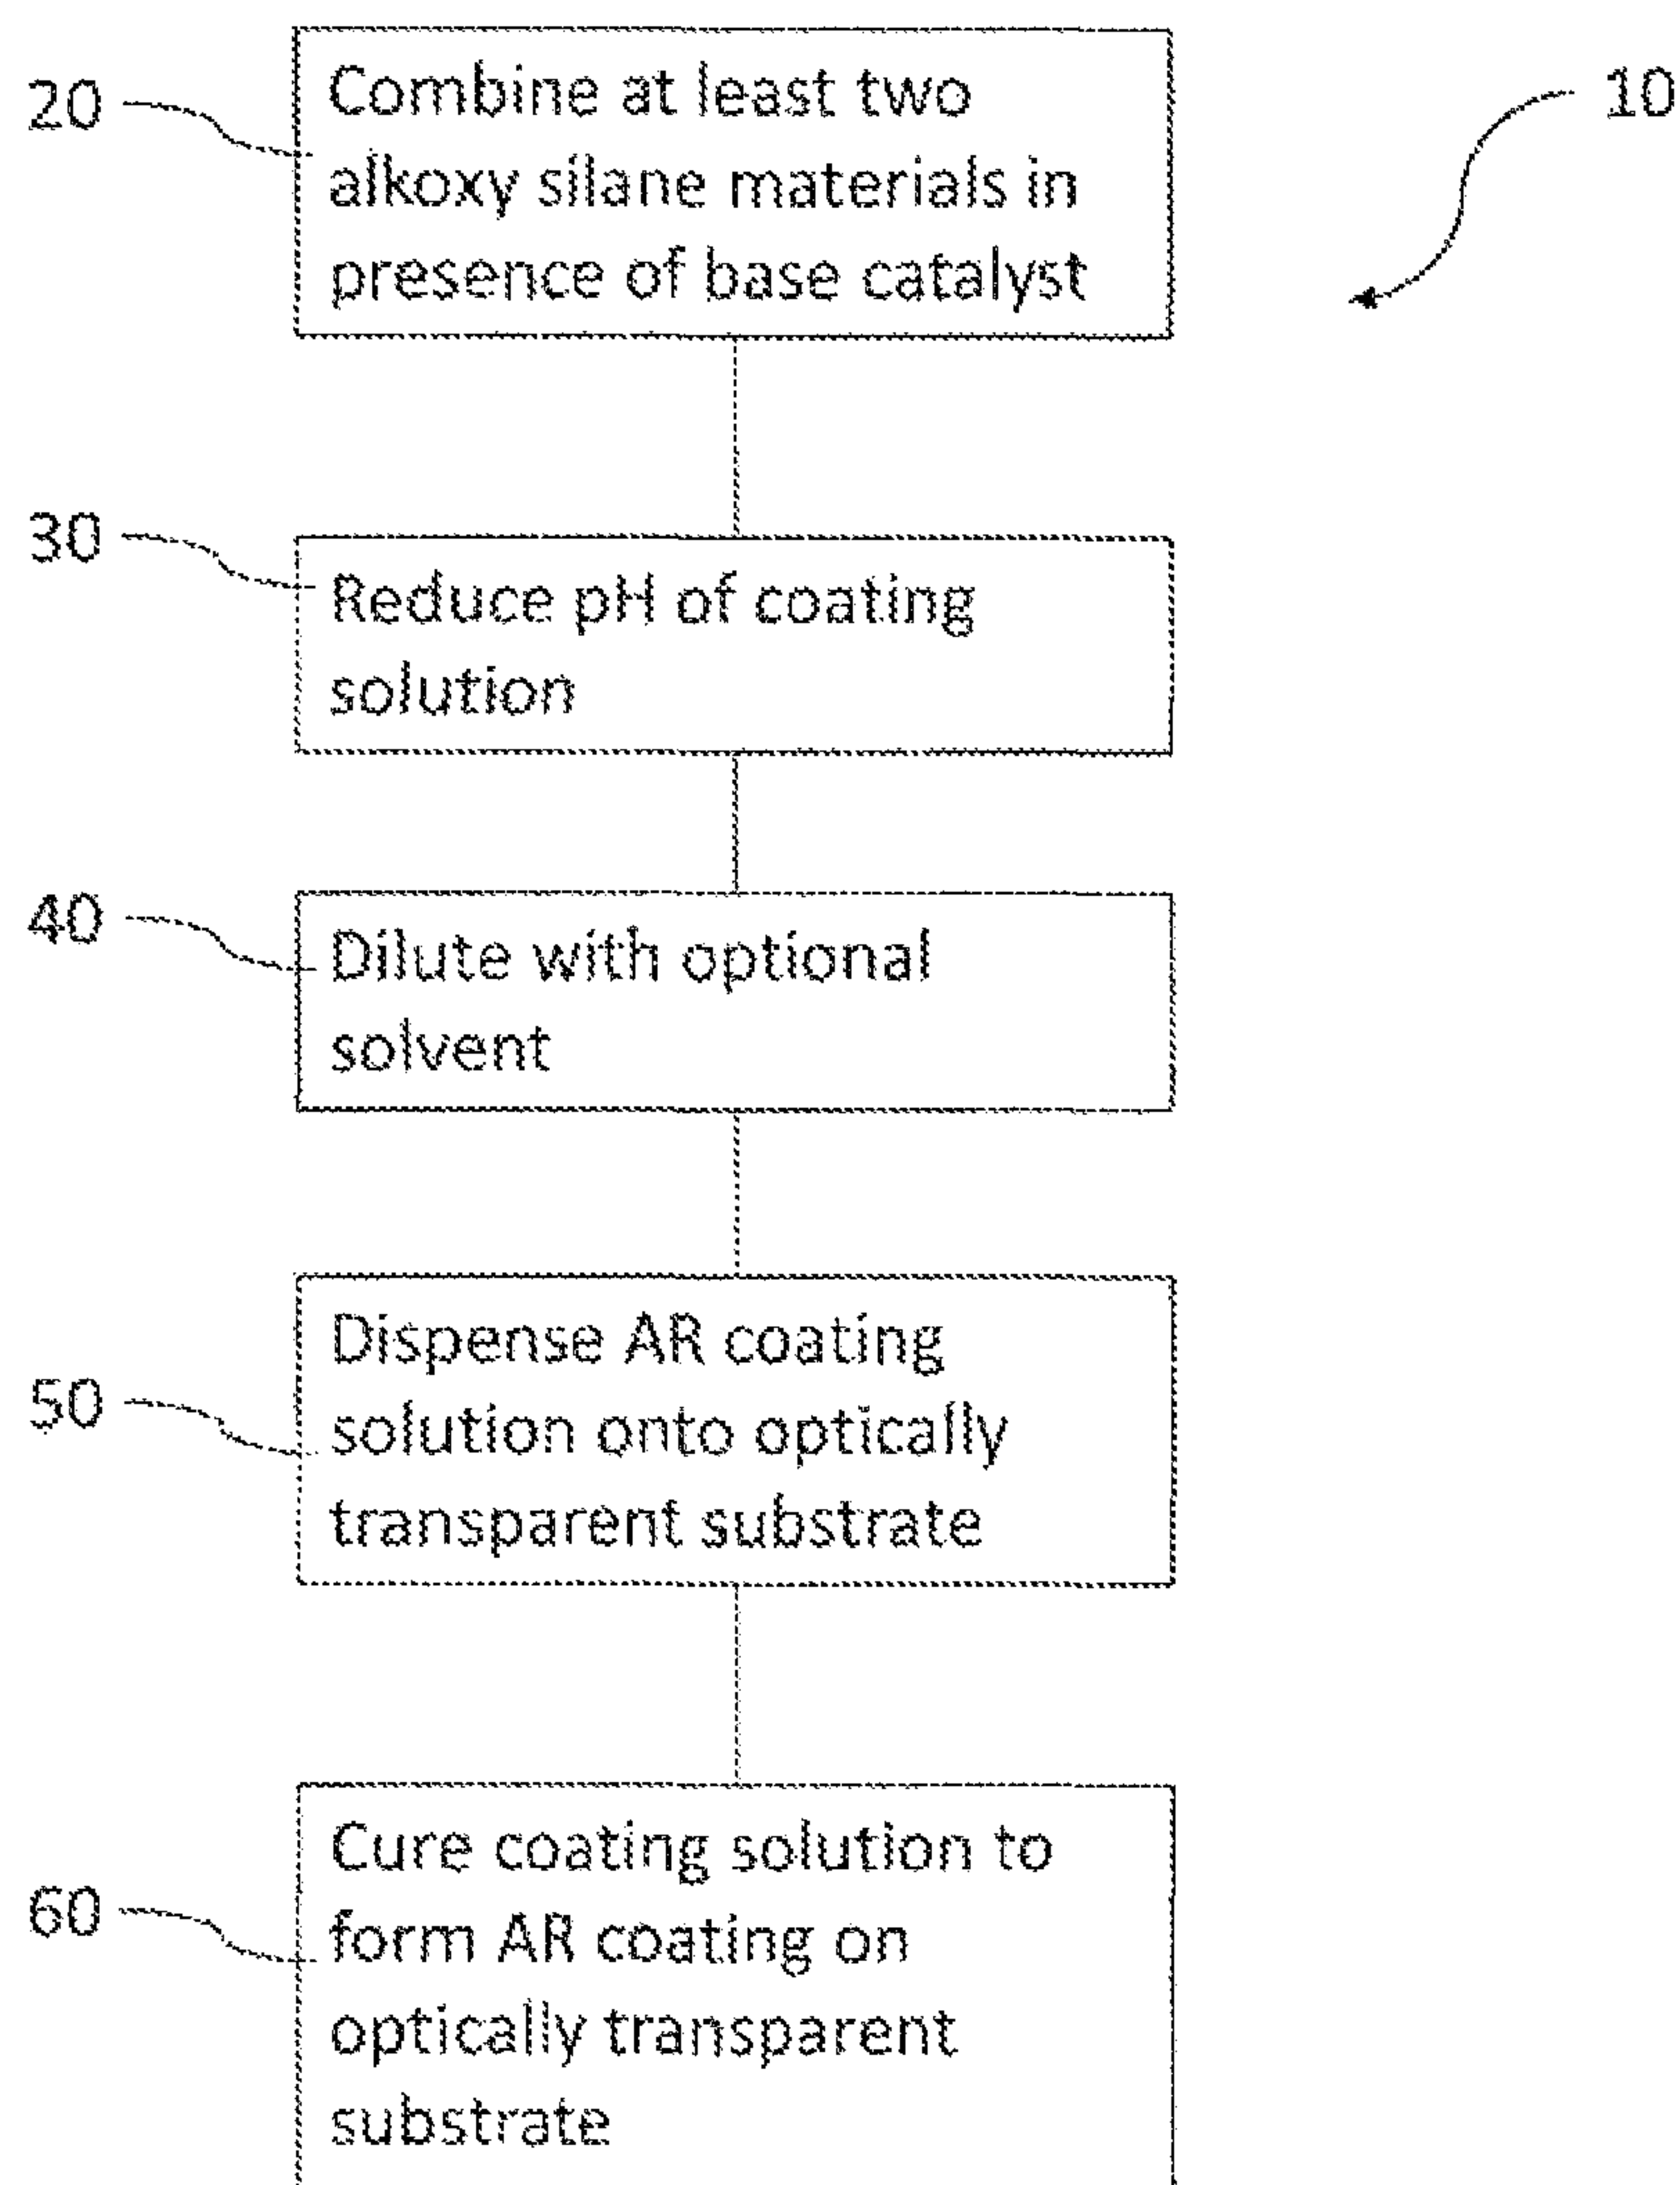 20
Combine at least two
alkoxy silane materials in
presence of base catalyst
10
30
Reduce pH of coating
solution
40
Dilute with optional
solvent
50
Dispense AR coating
solution onto optically
transparent substrate
60
Cure coating solution to
form AR coating on
optically transparent
substrate